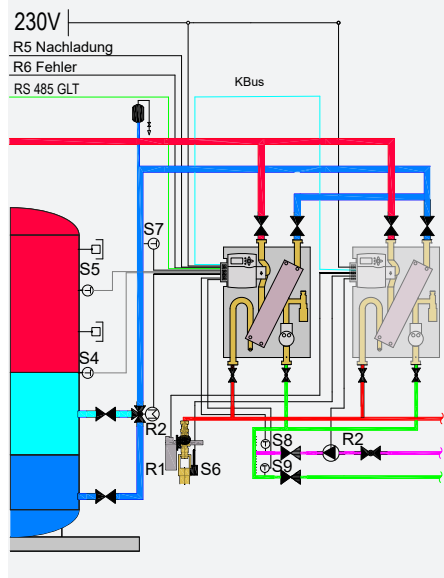 230V
R5 Nachladung
R6 Fehler
RS 485 GLT
KBus
S7
S5
S4
R2
S8
R2
R1
S6
S9